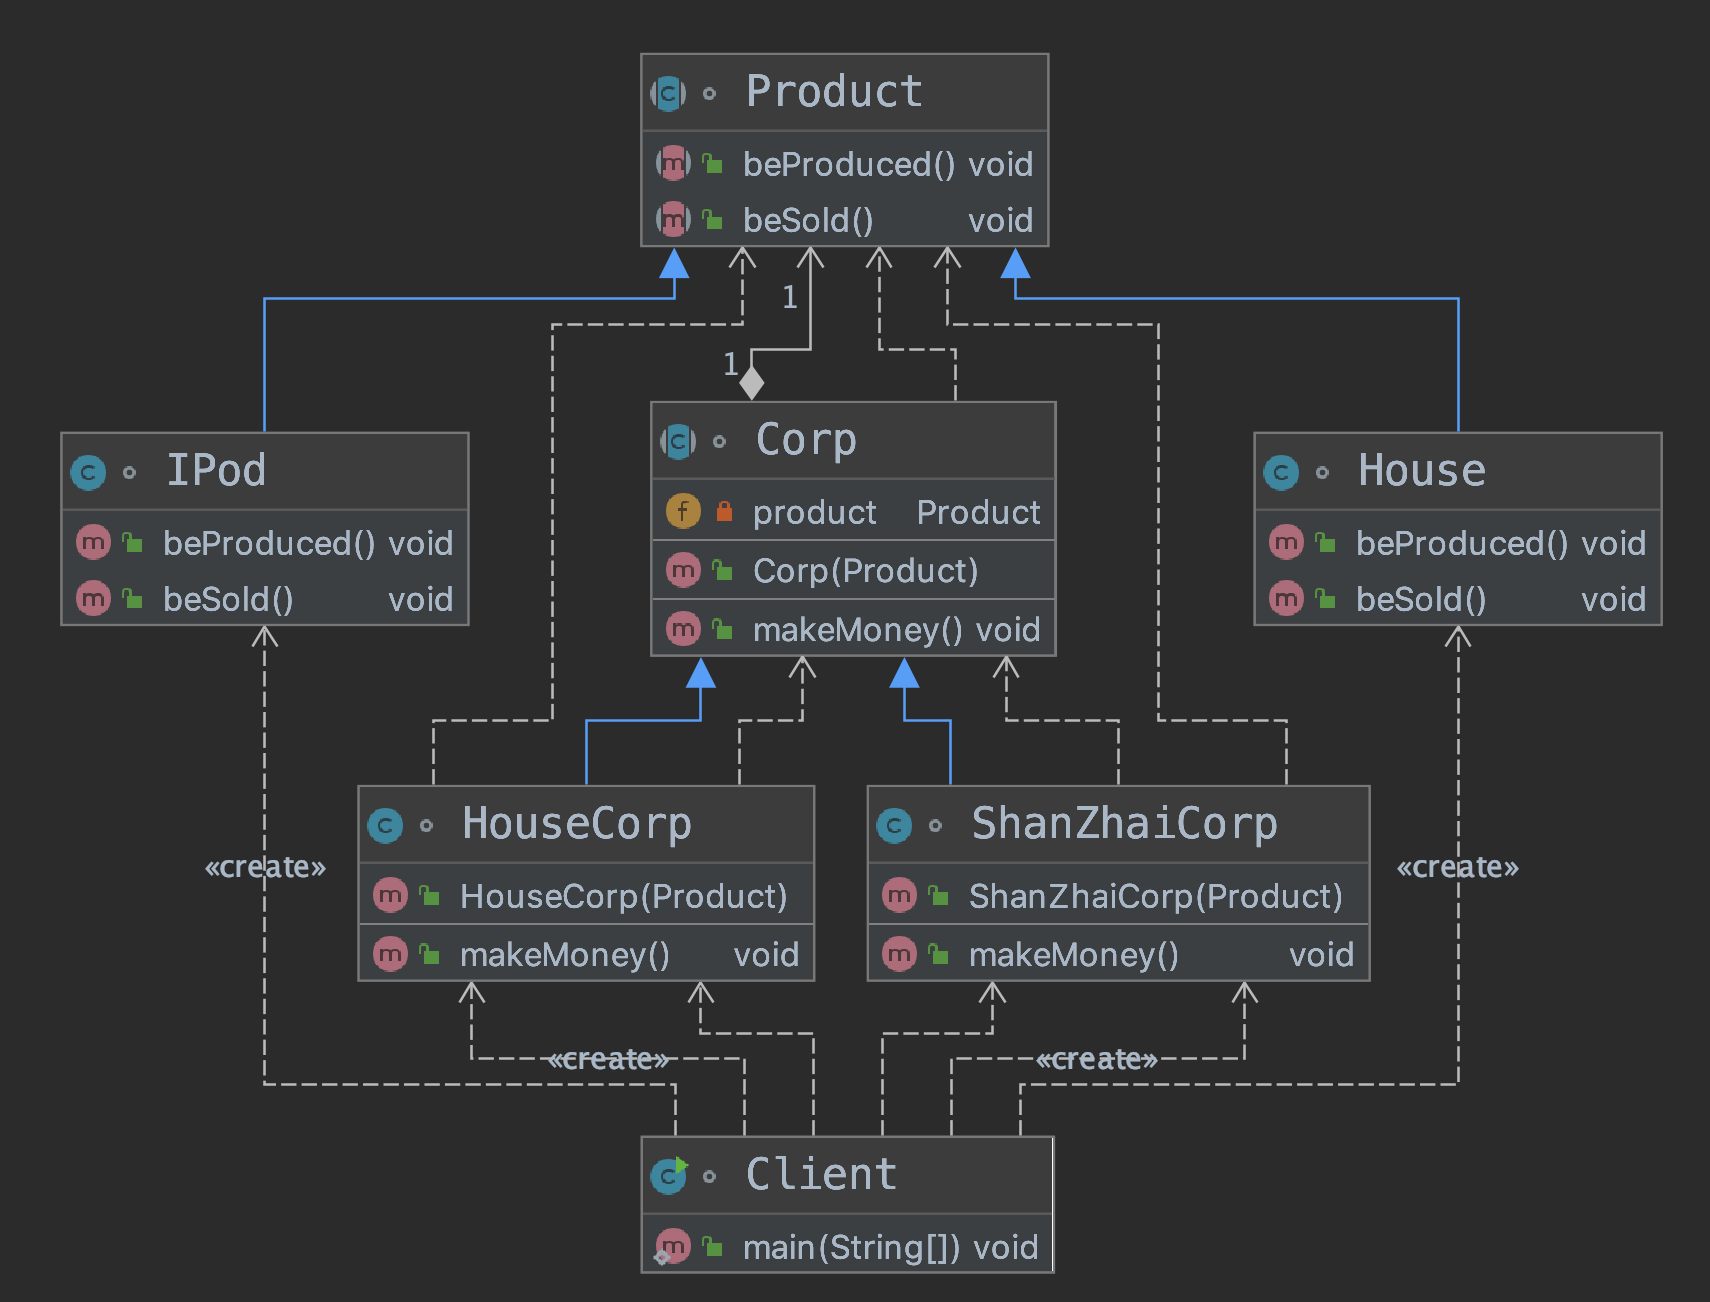 Product
beProduced() void
beSold() void
1
1
Corp
product Product
Corp(Product)
makeMoney() void
IPod
beProduced() void
beSold() void
House
beProduced() void
beSold() void
HouseCorp
HouseCorp(Product)
makeMoney() void
ShanZhaiCorp
ShanZhaiCorp(Product)
makeMoney() void
«create»
«create»
«create»
«create»
Client
main(String[]) void